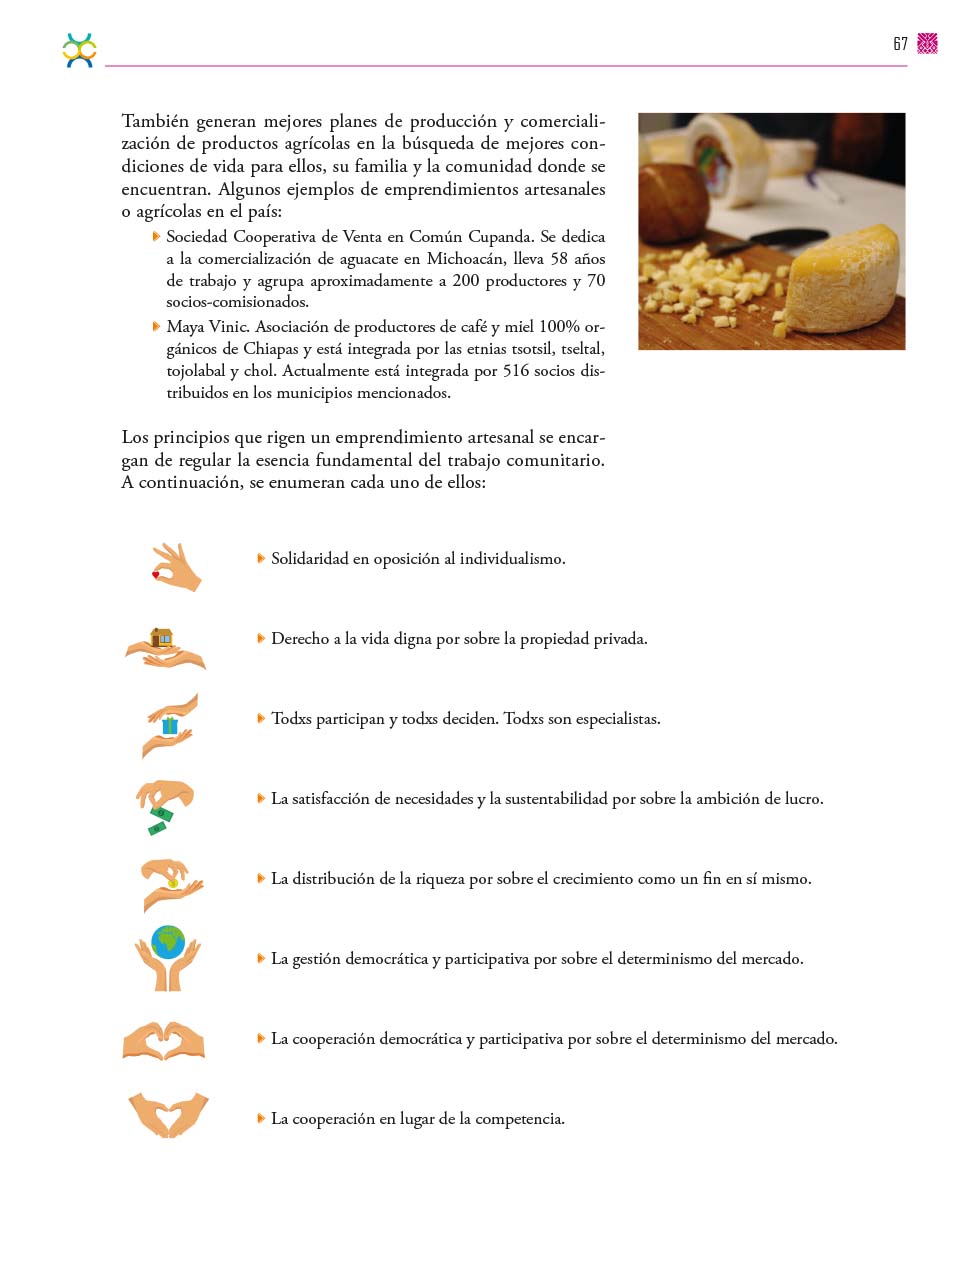 67
También generan mejores planes de producción y comerciali-
zación de productos agrícolas en la búsqueda de mejores con-
diciones de vida para ellos, su familia y la comunidad donde se
encuentran. Algunos ejemplos de emprendimientos artesanales
o agrícolas en el país:
Sociedad Cooperativa de Venta en Común Cupanda. Se dedica
a la comercialización de aguacate en Michoacán, lleva 58 años
de trabajo y agrupa aproximadamente a 200 productores y 70
socios-comisionados.
Maya Vinic. Asociación de productores de café y miel 100% or-
gánicos de Chiapas y está integrada por las etnias tsotsil, tseltal,
tojolabal y chol. Actualmente está integrada por 516 socios dis-
tribuidos en los municipios mencionados.
Los principios que rigen un emprendimiento artesanal se encar-
gan de regular la esencia fundamental del trabajo comunitario.
A continuación, se enumeran cada uno de ellos:
Solidaridad en oposición al individualismo.
Derecho a la vida digna por sobre la propiedad privada.
Todxs participan y todxs deciden. Todxs son especialistas.
La satisfacción de necesidades y la sustentabilidad por sobre la ambición de lucro.
La distribución de la riqueza por sobre el crecimiento como un fin en sí mismo.
La gestión democrática y participativa por sobre el determinismo del mercado.
La cooperación democrática y participativa por sobre el determinismo del mercado.
La cooperación en lugar de la competencia.